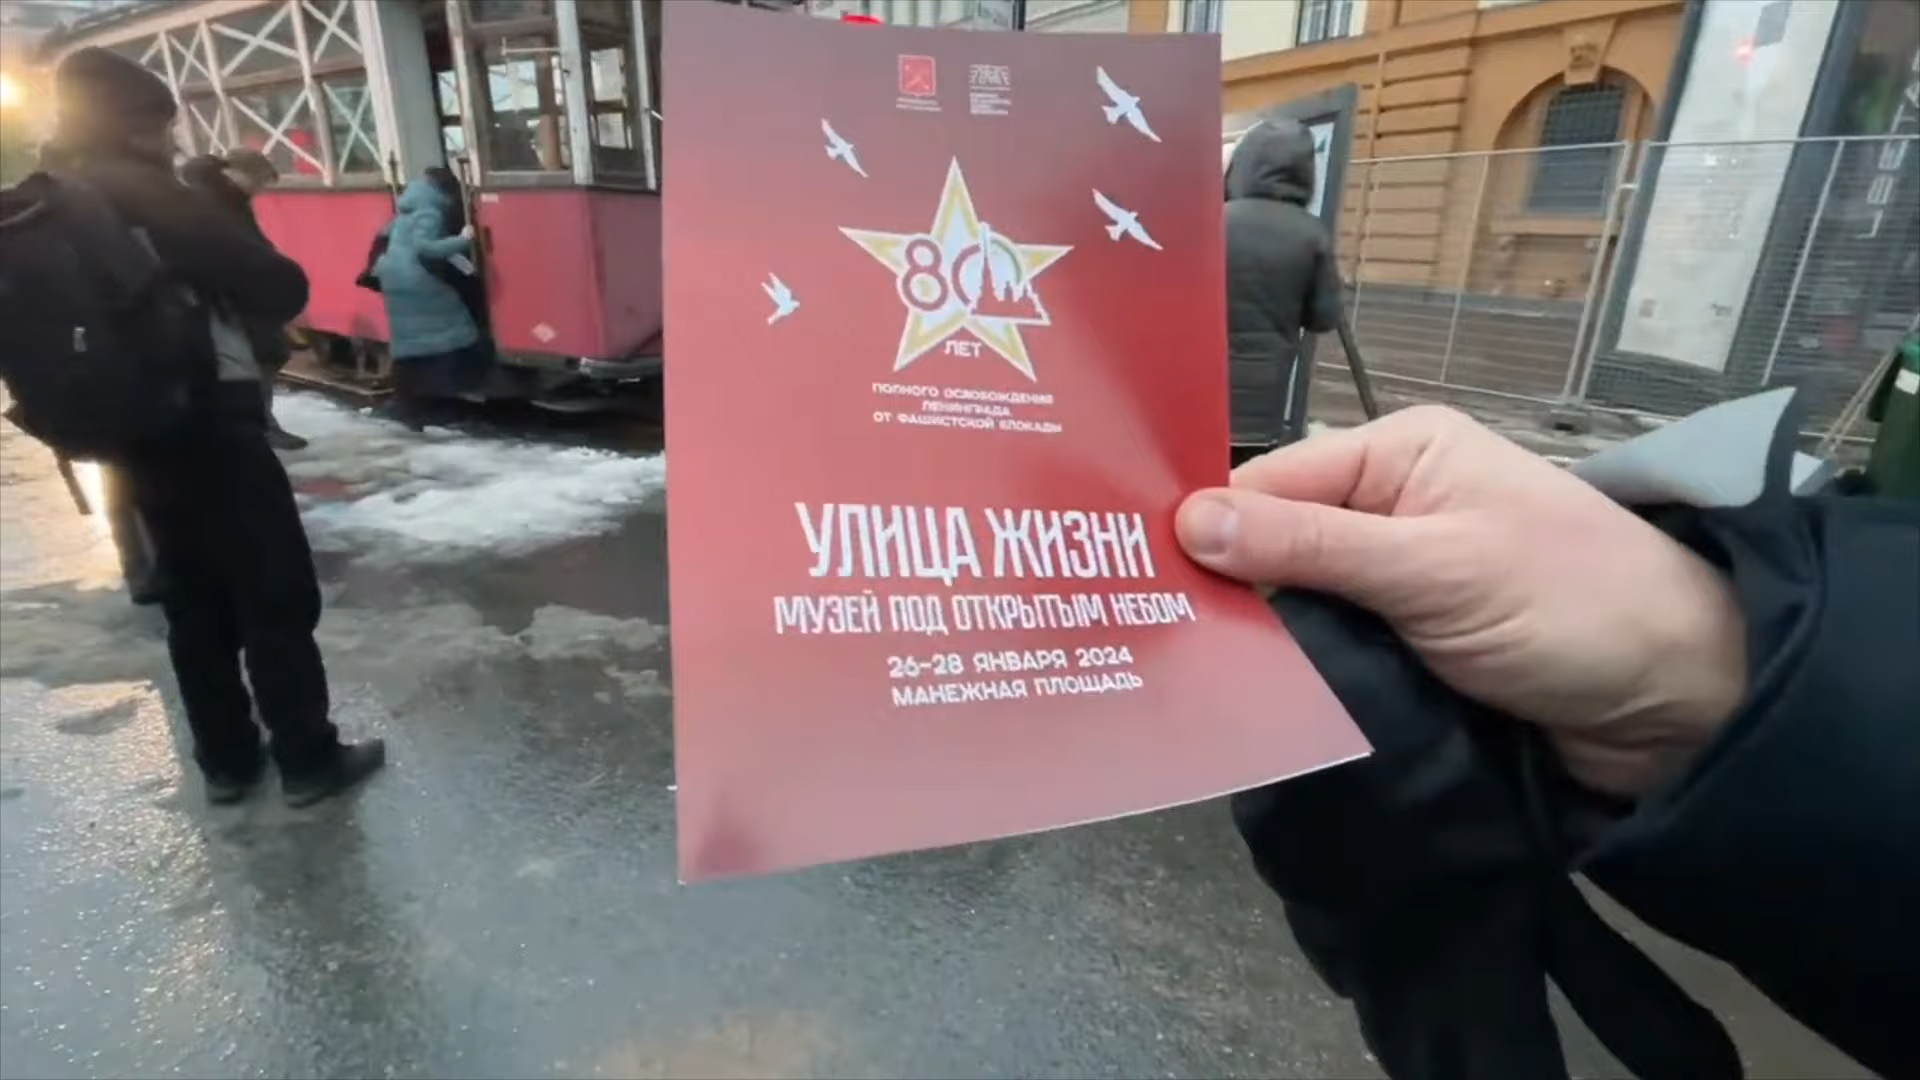 80
ЛЕТ
ПОЛНОГО ОСВОБОЖДЕНИЯ
ЛЕНИНГРАДА
ОТ ФАШИСТСКОЙ БЛОКАДЫ
УЛИЦА ЖИЗНИ
МУЗЕЙ ПОД ОТКРЫТЫМ НЕБОМ
26-28 ЯНВАРЯ 2024
МАНЕЖНАЯ ПЛОЩАДЬ